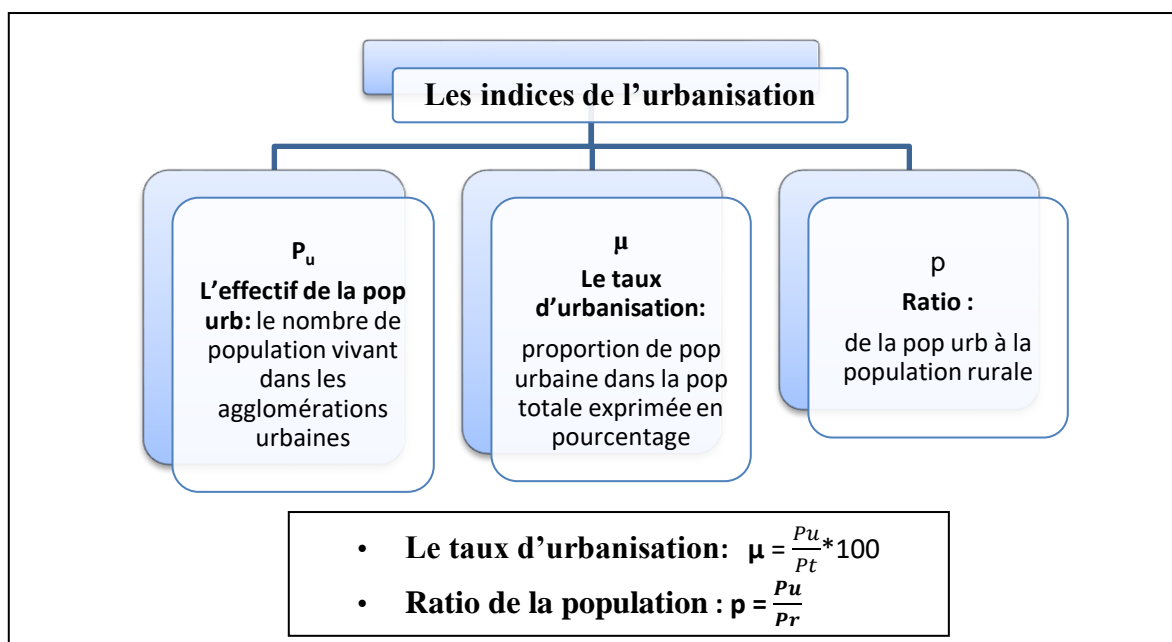 Les indices de l’urbanisation
Pu
L’effectif de la pop
urb: le nombre de
population vivant
dans les
agglomérations
urbaines
μ
Le taux
d’urbanisation:
proportion de pop
urbaine dans la pop
totale exprimée en
pourcentage
p
Ratio :
de la pop urb à la
population rurale
• Le taux d’urbanisation: μ = Pu/Pt*100
• Ratio de la population : p = Pu/Pr